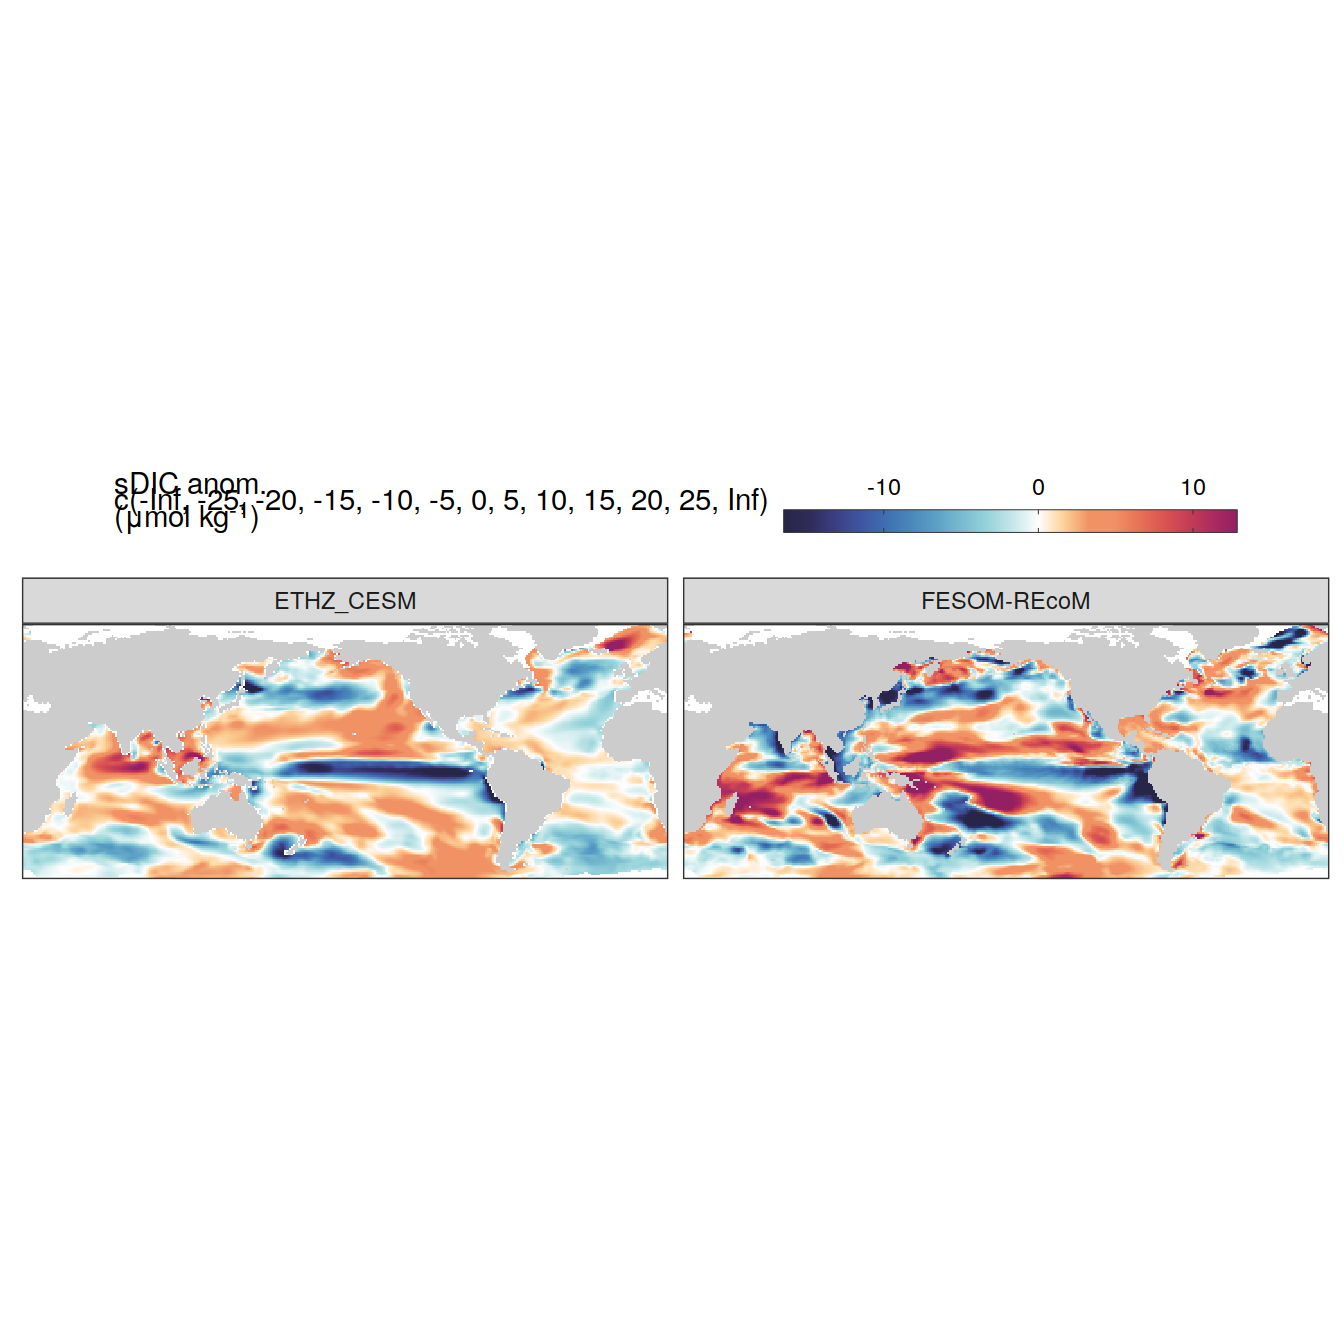 sDIC anom.
c(-Inf, -25, -20, -15, -10, -5, 0, 5, 10, 15, 20, 25, Inf)
(μmol kg⁻¹)
-10 0 10
ETHZ_CESM FESOM-REcoM